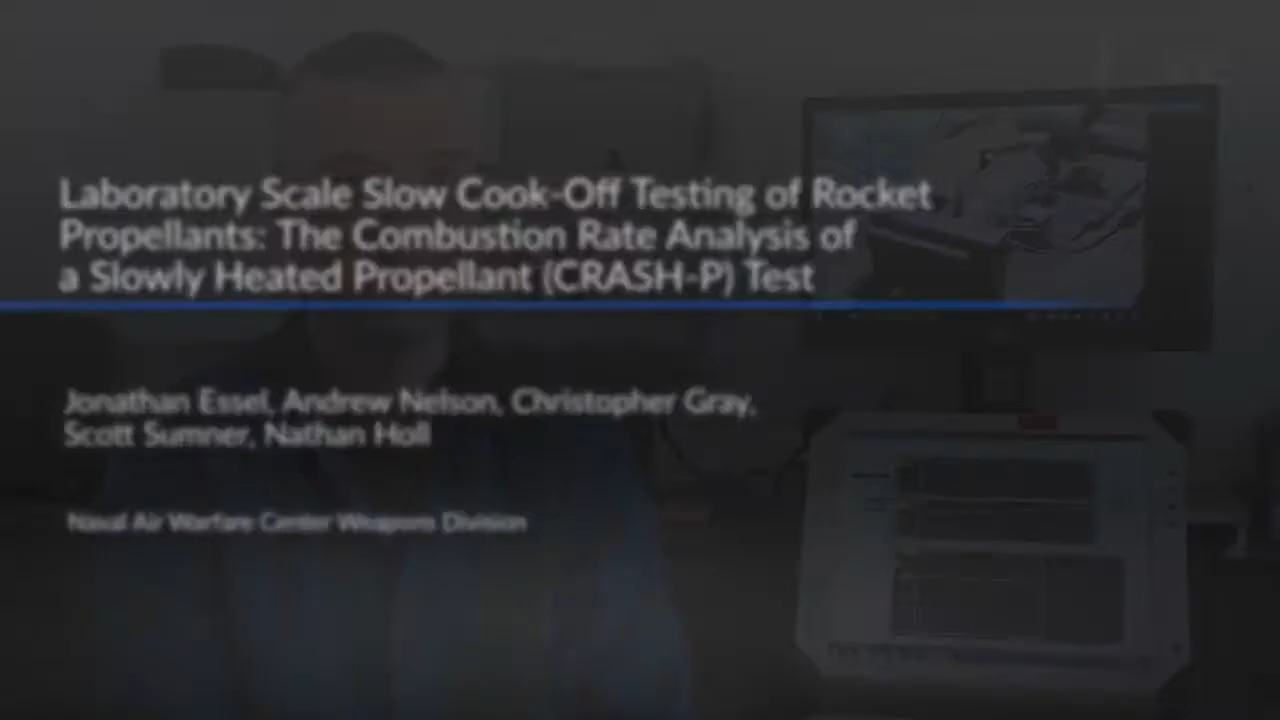 Laboratory Scale Slow Cook-Off Testing of Rocket
Propellants: The Combustion Rate Analysis of
a Slowly Heated Propellant (CRASH-P) Test
Jonathan Essel, Andrew Nelson, Christopher Gray,
Scott Sumner, Nathan Holl
Naval Air Warfare Center Weapons Division